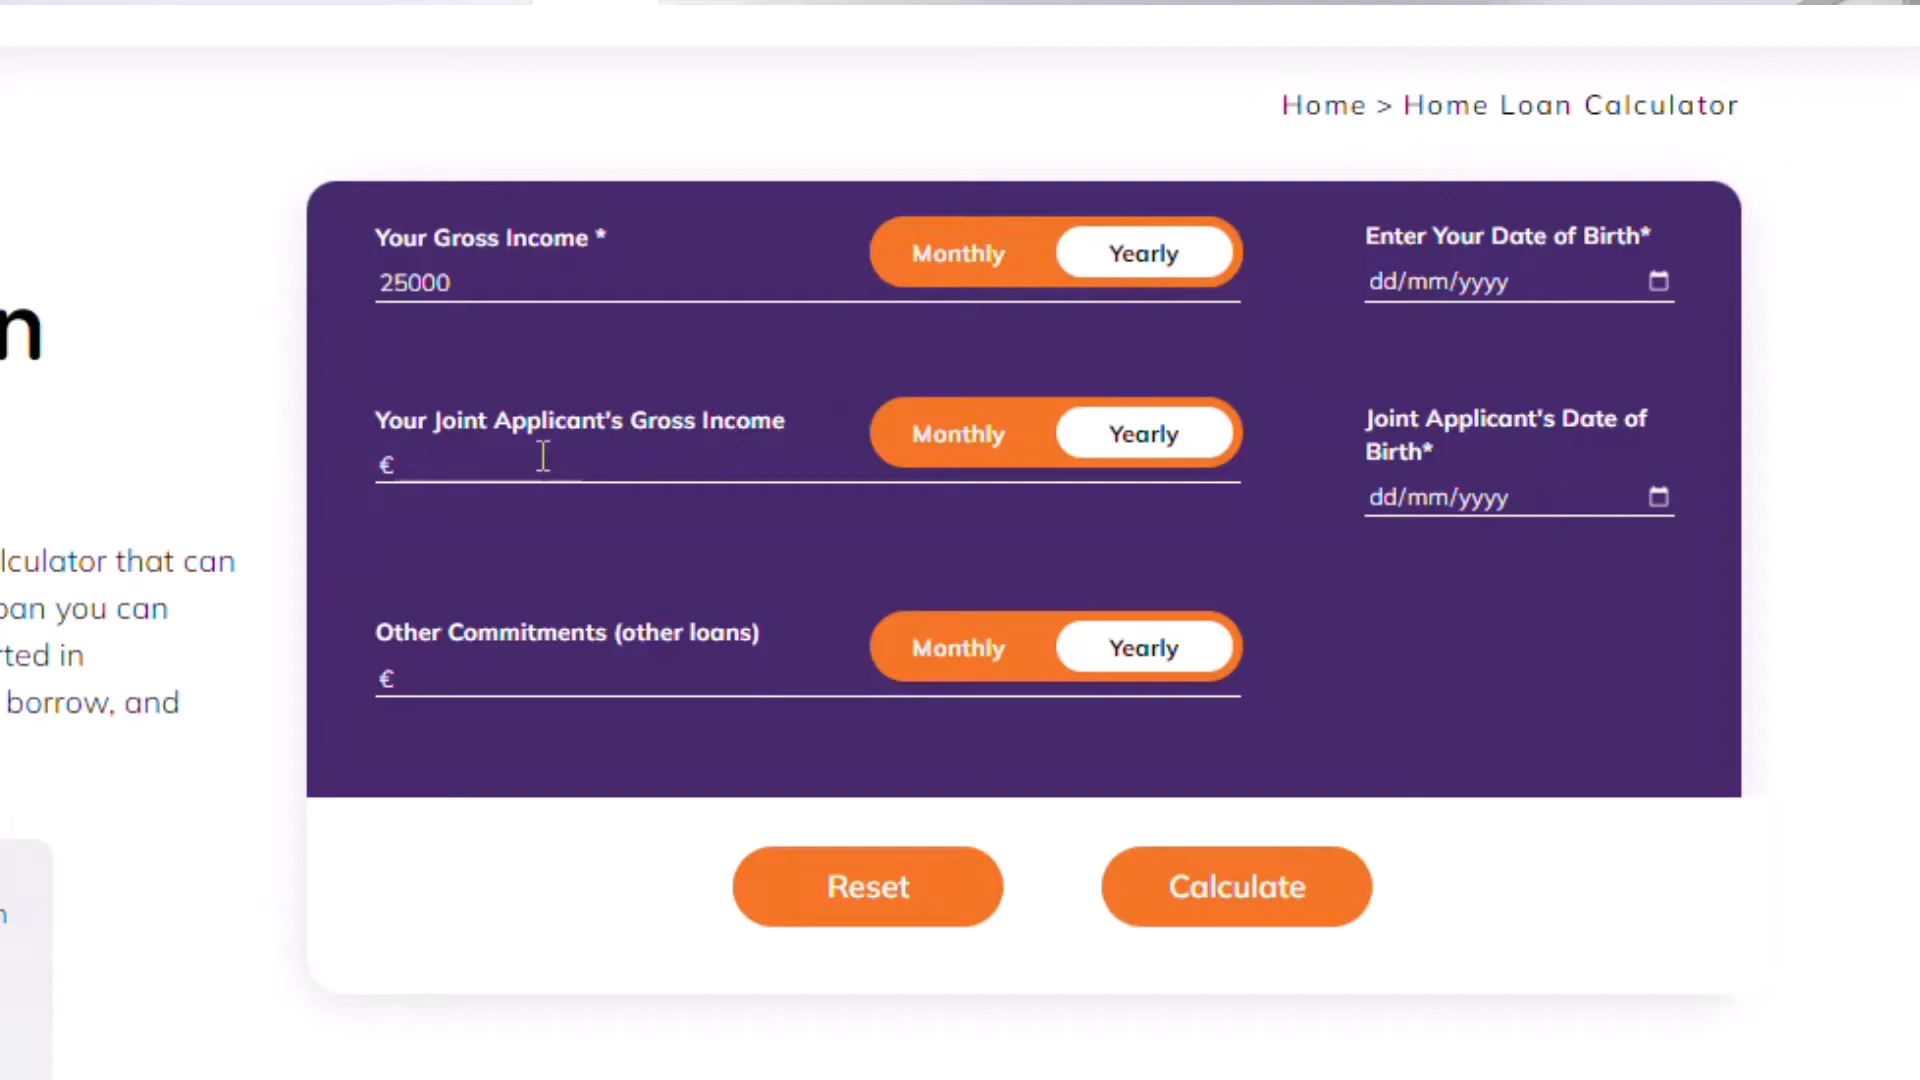 Home > Home Loan Calculator
n
Your Gross Income *
Monthly
Yearly
25000
Enter Your Date of Birth*
dd/mm/yyyy
Your Joint Applicant's Gross Income
Monthly
Yearly
€
Joint Applicant's Date of
Birth*
dd/mm/yyyy
lculator that can
oan you can
rted in
borrow, and
Other Commitments (other loans)
Monthly
Yearly
€
Reset
Calculate
n